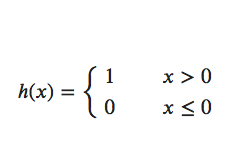 h(x) = { 1 x > 0
0 x ≤ 0